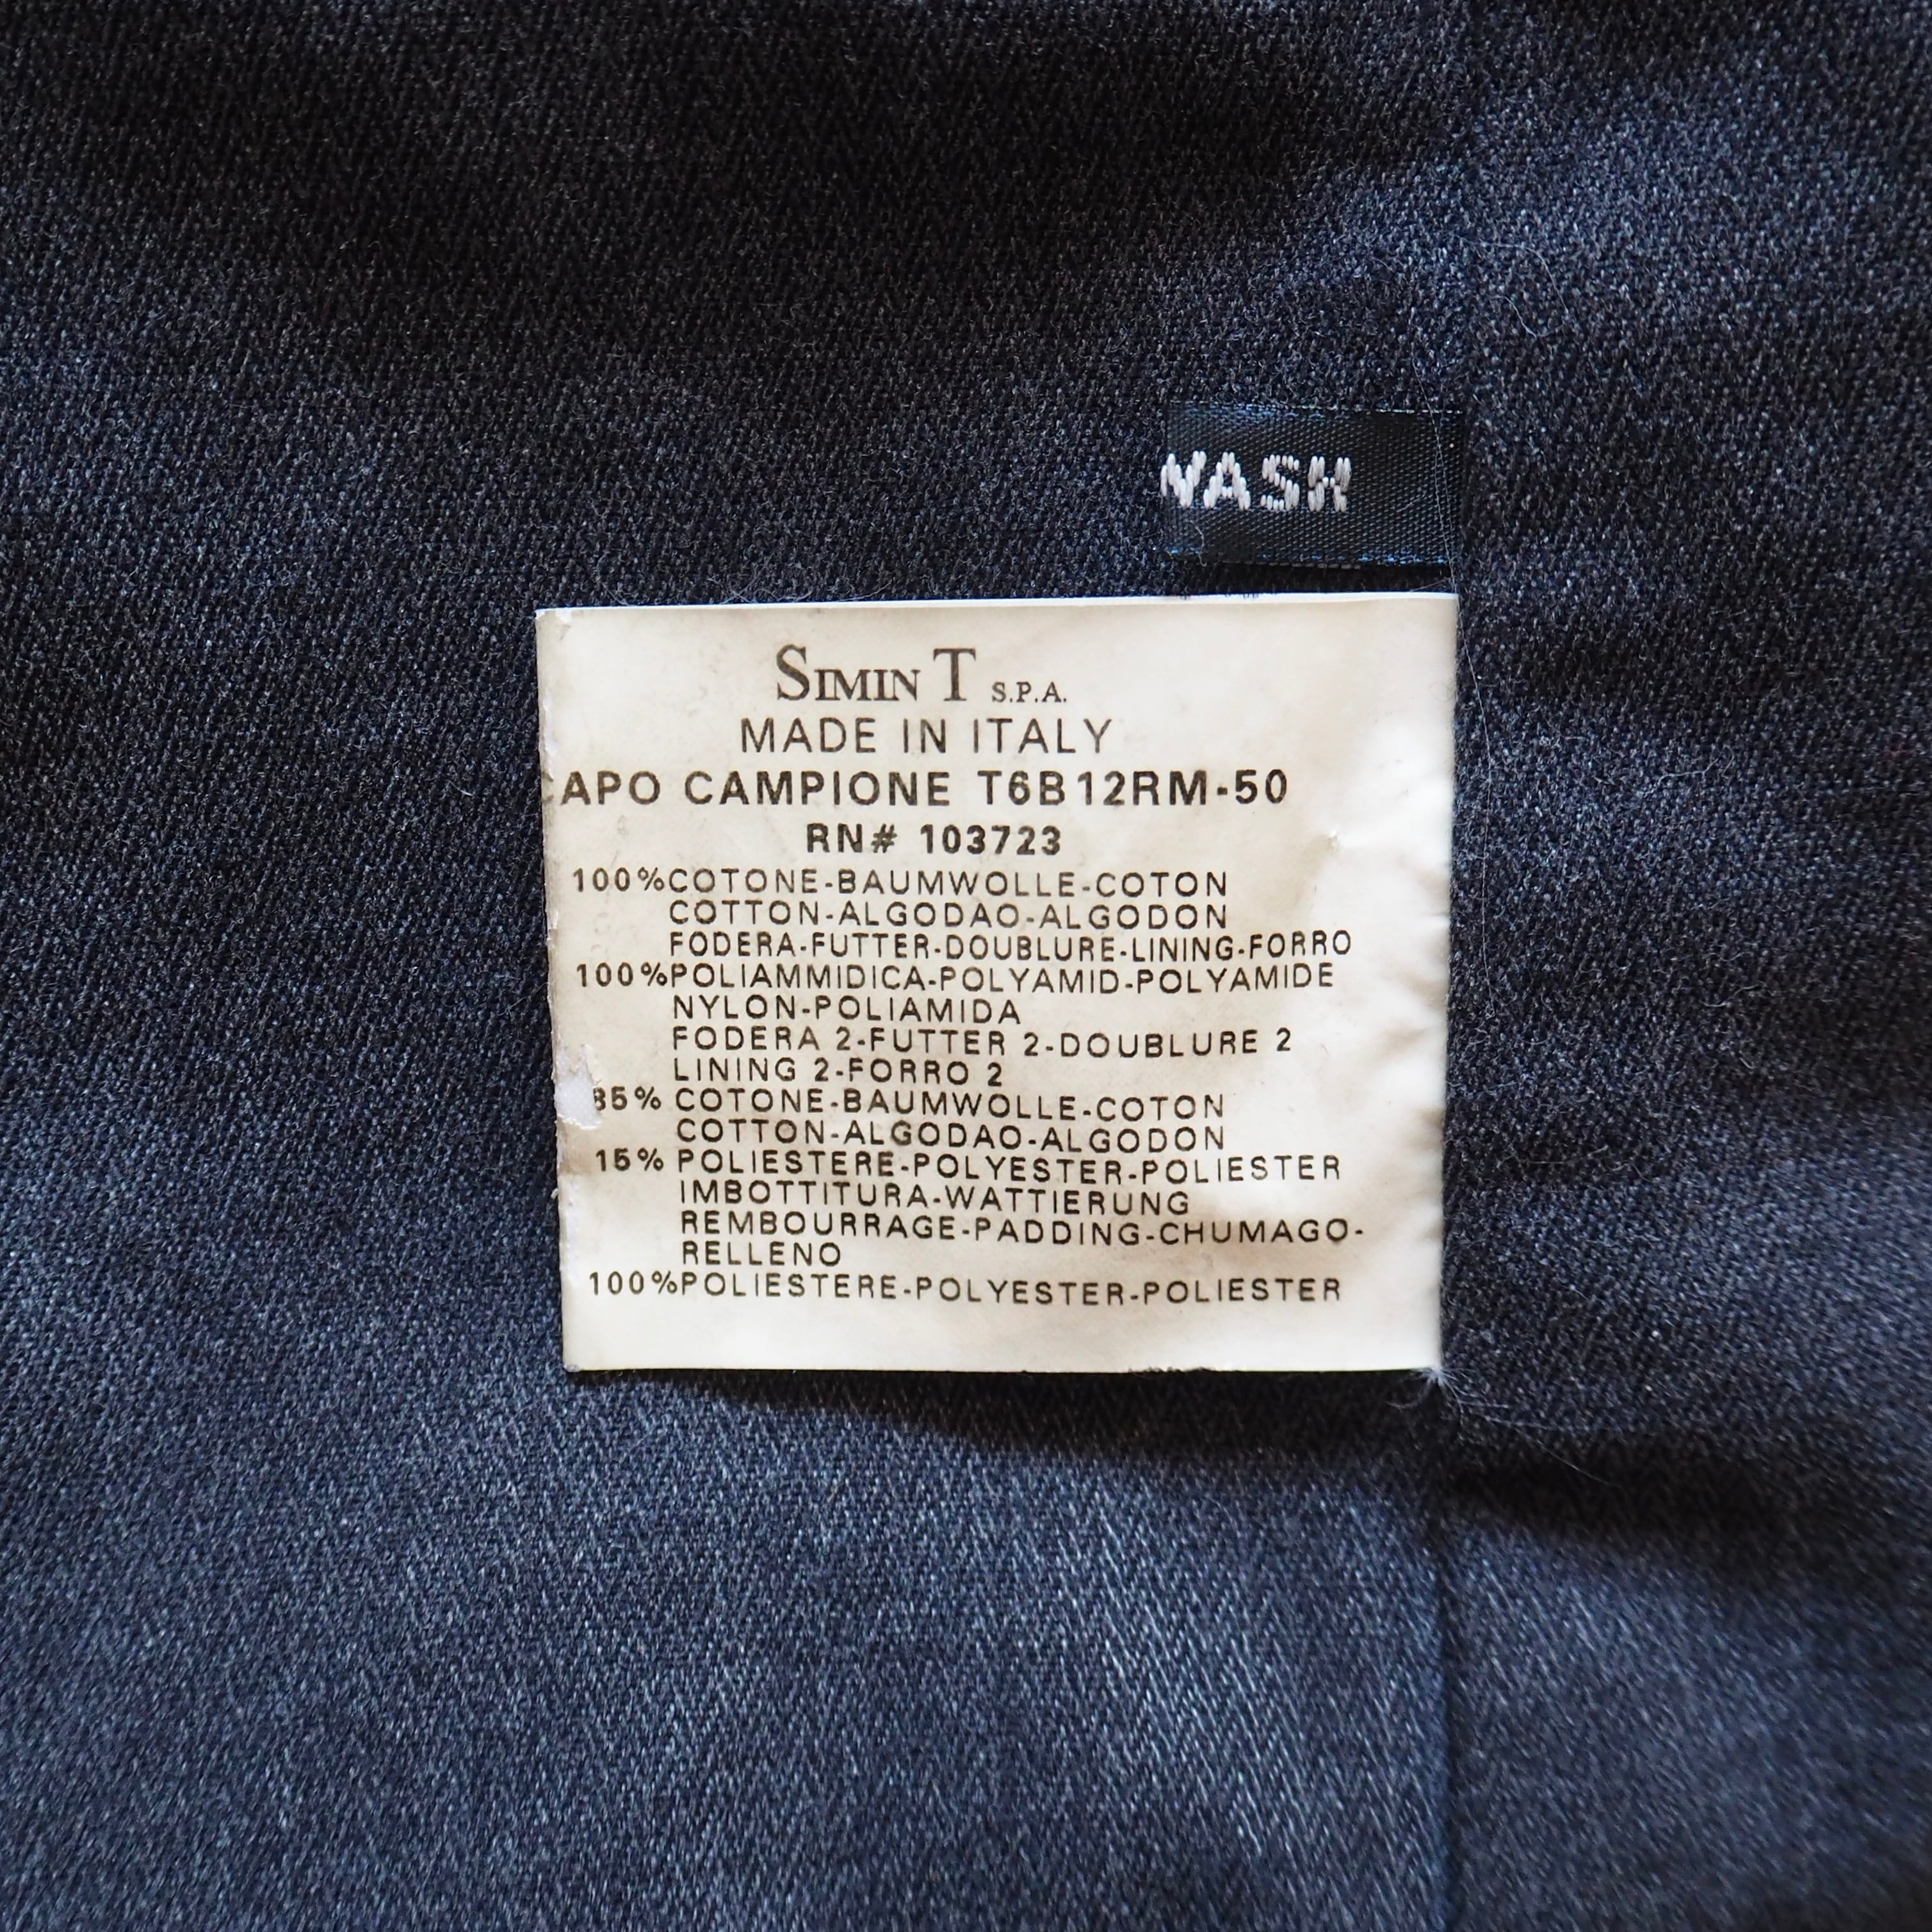 WASH
SIMIN T S.P.A.
MADE IN ITALY
CAPO CAMPIONE T6B12RM-50
RN# 103723
100%COTONE-BAUMWOLLE-COTON
COTTON-ALGODAO-ALGODON
FODERA-FUTTER-DOUBLURE-LINING-FORRO
100%POLIAMMIDICA-POLYAMID-POLYAMIDE
NYLON-POLIAMIDA
FODERA 2-FUTTER 2-DOUBLURE 2
LINING 2-FORRO 2
85% COTONE-BAUMWOLLE-COTON
COTTON-ALGODAO-ALGODON
15% POLIESTERE-POLYESTER-POLIESTER
IMBOTTITURA-WATTIERUNG
REMBOURRAGE-PADDING-CHUMAGO-
RELLENO
100%POLIESTERE-POLYESTER-POLIESTER